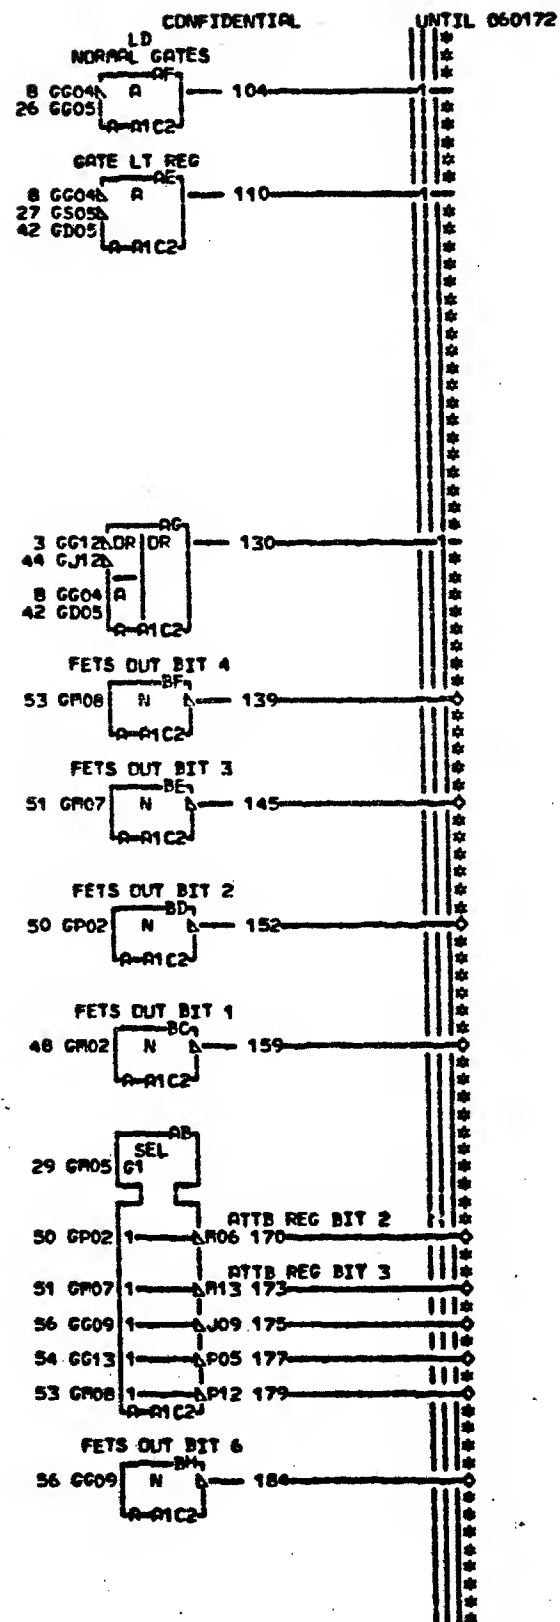 CONFIDENTIAL UNTIL 060172
LD
NORMAL GATES
AF
8 GG04 A 104 1
26 GG05
A-A1C2
GATE LT REG
AE
8 GG04 A 110 1
27 GS05
42 GD05
A-A1C2
AG
3 GG12 OR OR 130 1
44 GJ12
8 GG04 A
42 GD05
A-A1C2
FETS OUT BIT 4
BF
53 GM08 N 139
A-A1C2
FETS OUT BIT 3
BE
51 GM07 N 145
A-A1C2
FETS OUT BIT 2
BD
50 GP02 N 152
A-A1C2
FETS OUT BIT 1
BC
48 GM02 N 159
A-A1C2
AB
SEL
29 GM05 G1
ATTB REG BIT 2
50 GP02 1 M06 170
ATTB REG BIT 3
51 GM07 1 M13 173
56 GG09 1 J09 175
54 GG13 1 P05 177
53 GM08 1 P12 179
A-A1C2
FETS OUT BIT 6
BH
56 GG09 N 184
A-A1C2